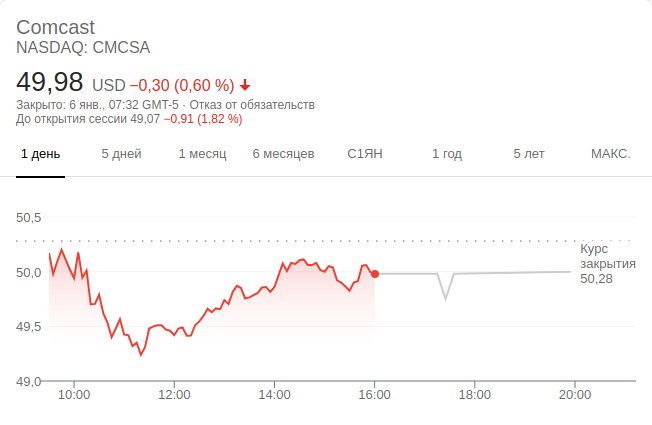 Comcast
NASDAQ: CMCSA
49,98 USD −0,30 (0,60 %)
Закрыто: 6 янв., 07:32 GMT-5 · Отказ от обязательств
До открытия сессии 49,07 −0,91 (1,82 %)
1 день 5 дней 1 месяц 6 месяцев С1ЯН 1 год 5 лет МАКС.
50,5
Курс
закрытия
50,28
50,0
49,5
49,0
10:00 12:00 14:00 16:00 18:00 20:00